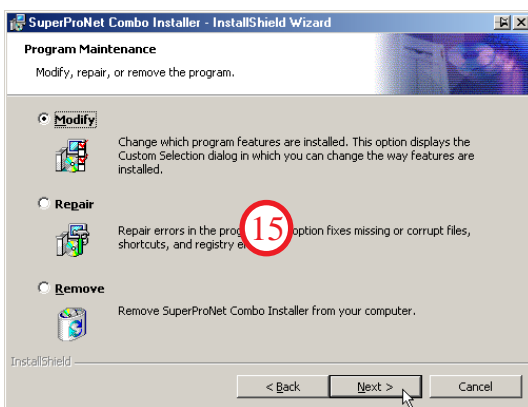 SuperProNet Combo Installer - InstallShield Wizard
Program Maintenance
Modify, repair, or remove the program.
Modify
Change which program features are installed. This option displays the
Custom Selection dialog in which you can change the way features are
installed.
Repair
Repair errors in the option fixes missing or corrupt files,
shortcuts, and registry
15
Remove
Remove SuperProNet Combo Installer from your computer.
InstallShield
< Back Next > Cancel